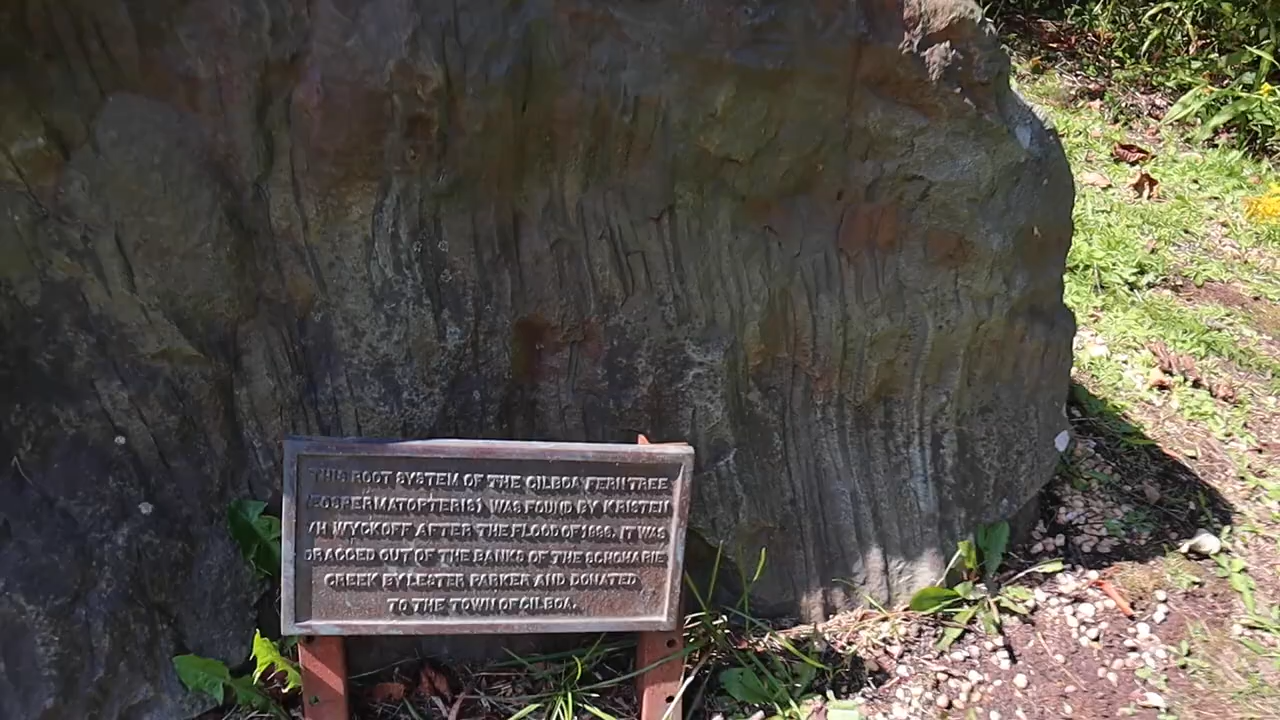 THIS ROOT SYSTEM OF THE GILBOA FERN TREE
(EOSPERMATOPTERIS) WAS FOUND BY KRISTEN
WYCKOFF AFTER THE FLOOD OF IT WAS
DRAGGED OUT OF THE BANKS OF THE SCHOHARIE
CREEK BY LESTER PARKER AND DONATED
TO THE TOWN OF GILBOA.